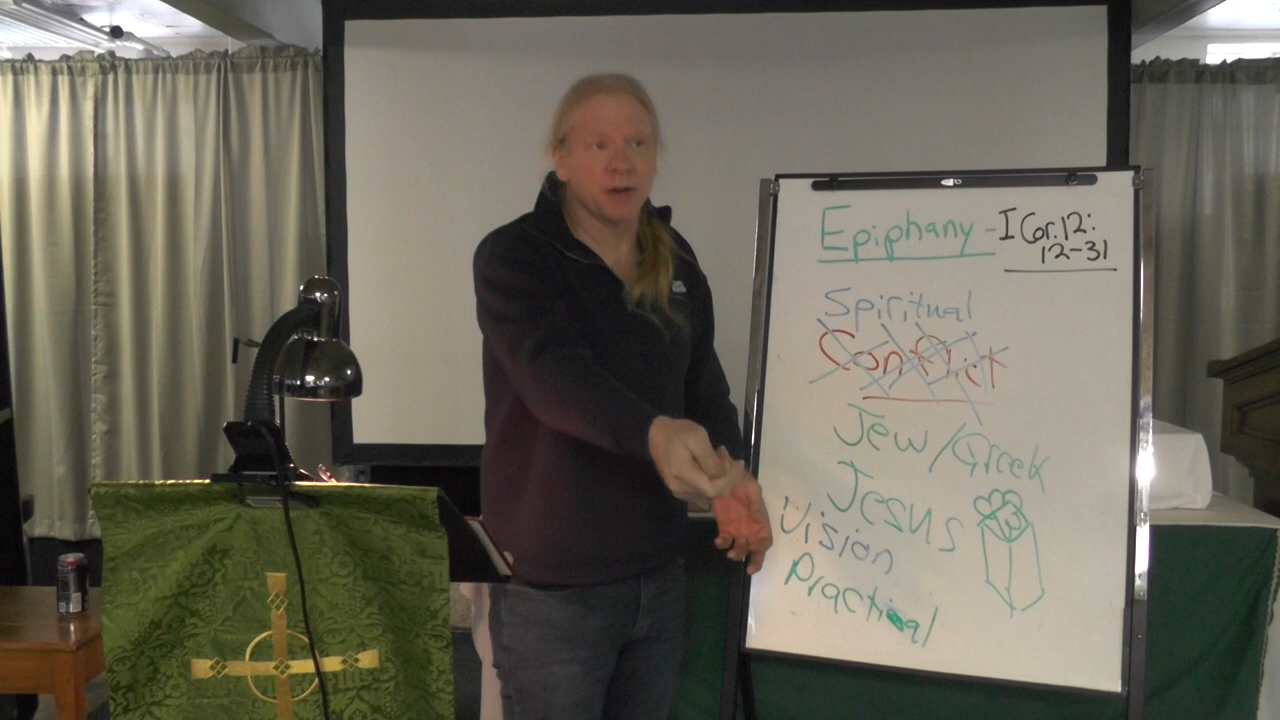 Epiphany - I Cor. 12:
12-31
Spiritual
Conflict
Jew/Greek
Jesus
Vision
Practical